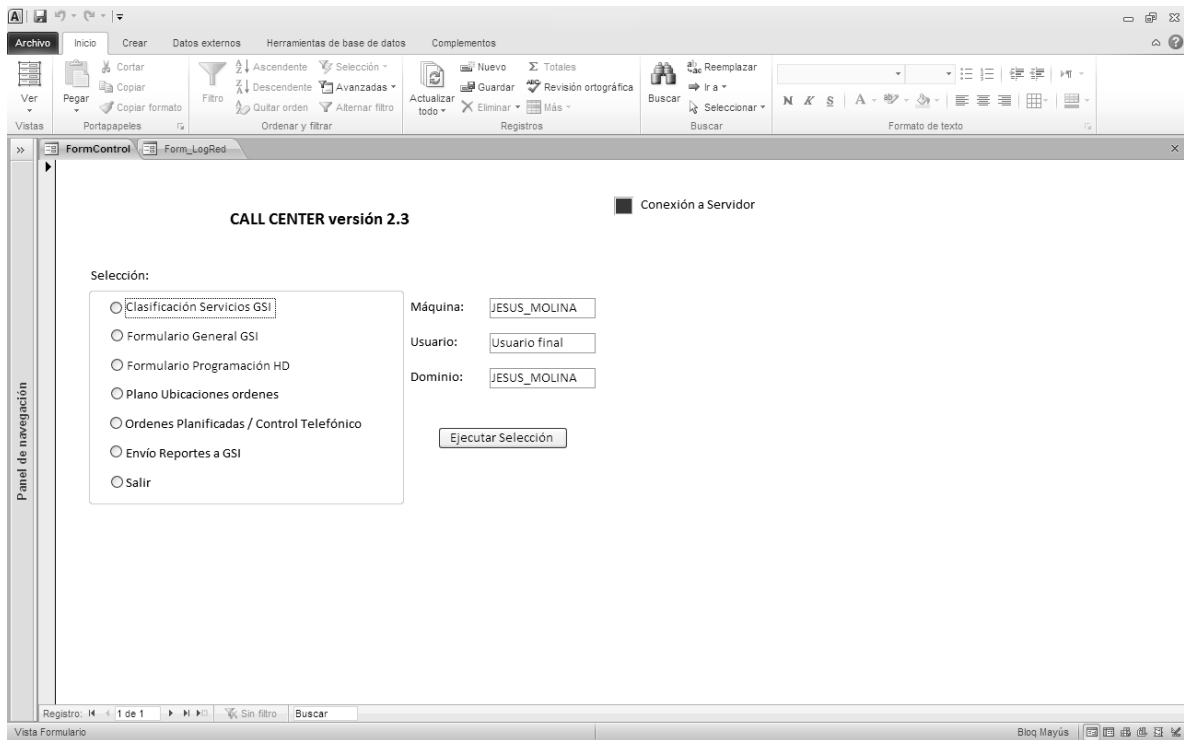 A
Archivo Inicio Crear Datos externos Herramientas de base de datos Complementos
Ver
Vistas
Pegar
Cortar
Copiar
Copiar formato
Portapapeles
Filtro
Ascendente
Descendente
Quitar orden
Selección
Avanzadas
Alternar filtro
Ordenar y filtrar
Actualizar todo
Nuevo
Guardar
Eliminar
Σ Totales
Revisión ortográfica
Más
Registros
Buscar
Reemplazar
Ir a
Seleccionar
Buscar
N K S A
Formato de texto
FormControl Form_LogRed
Panel de navegación
CALL CENTER versión 2.3
Conexión a Servidor
Selección:
Clasificación Servicios GSI
Formulario General GSI
Formulario Programación HD
Plano Ubicaciones ordenes
Ordenes Planificadas / Control Telefónico
Envío Reportes a GSI
Salir
Máquina: JESUS_MOLINA
Usuario: Usuario final
Dominio: JESUS_MOLINA
Ejecutar Selección
Registro: 1 de 1 Sin filtro Buscar
Vista Formulario Bloq Mayús